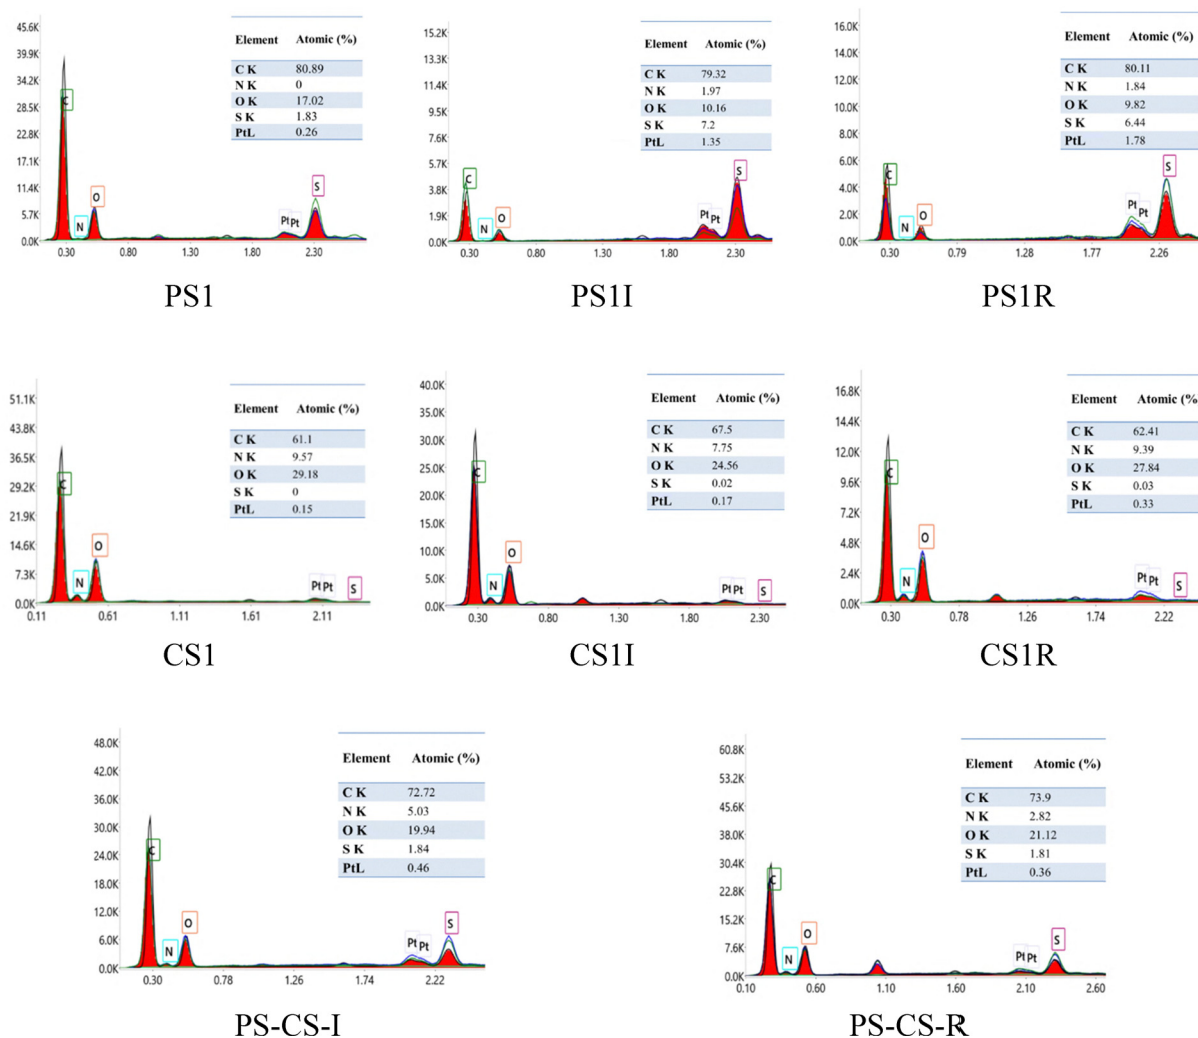 45.6K
39.9K
34.2K
28.5K
22.8K
17.1K
11.4K
5.7K
0.0K
0.30 0.80 1.30 1.80 2.30
C N O Pt Pt S
Element Atomic (%)
C K 80.89
N K 0
O K 17.02
S K 1.83
PtL 0.26
PS1
15.2K
13.3K
11.4K
9.5K
7.6K
5.7K
3.8K
1.9K
0.0K
0.30 0.80 1.30 1.80 2.30
C N O Pt Pt S
Element Atomic (%)
C K 79.32
N K 1.97
O K 10.16
S K 7.2
PtL 1.35
PS1I
16.0K
14.0K
12.0K
10.0K
8.0K
6.0K
4.0K
2.0K
0.0K
0.30 0.79 1.28 1.77 2.26
C N O Pt Pt S
Element Atomic (%)
C K 80.11
N K 1.84
O K 9.82
S K 6.44
PtL 1.78
PS1R
51.1K
43.8K
36.5K
29.2K
21.9K
14.6K
7.3K
0.0K
0.11 0.61 1.11 1.61 2.11
C N O Pt Pt S
Element Atomic (%)
C K 61.1
N K 9.57
O K 29.18
S K 0
PtL 0.15
CS1
40.0K
35.0K
30.0K
25.0K
20.0K
15.0K
10.0K
5.0K
0.0K
0.30 0.80 1.30 1.80 2.30
C N O Pt Pt S
Element Atomic (%)
C K 67.5
N K 7.75
O K 24.56
S K 0.02
PtL 0.17
CS1I
16.8K
14.4K
12.0K
9.6K
7.2K
4.8K
2.4K
0.0K
0.30 0.78 1.26 1.74 2.22
C N O Pt Pt S
Element Atomic (%
C K 62.41
N K 9.39
O K 27.84
S K 0.03
PtL 0.33
CS1R
48.0K
42.0K
36.0K
30.0K
24.0K
18.0K
12.0K
6.0K
0.0K
0.30 0.78 1.26 1.74 2.22
C N O Pt Pt S
Element Atomic (%)
C K 72.72
N K 5.03
O K 19.94
S K 1.84
PtL 0.46
PS-CS-I
60.8K
53.2K
45.6K
38.0K
30.4K
22.8K
15.2K
7.6K
0.0K
0.10 0.60 1.10 1.60 2.10 2.60
C N O Pt Pt S
Element Atomic (%)
C K 73.9
N K 2.82
O K 21.12
S K 1.81
PtL 0.36
PS-CS-R